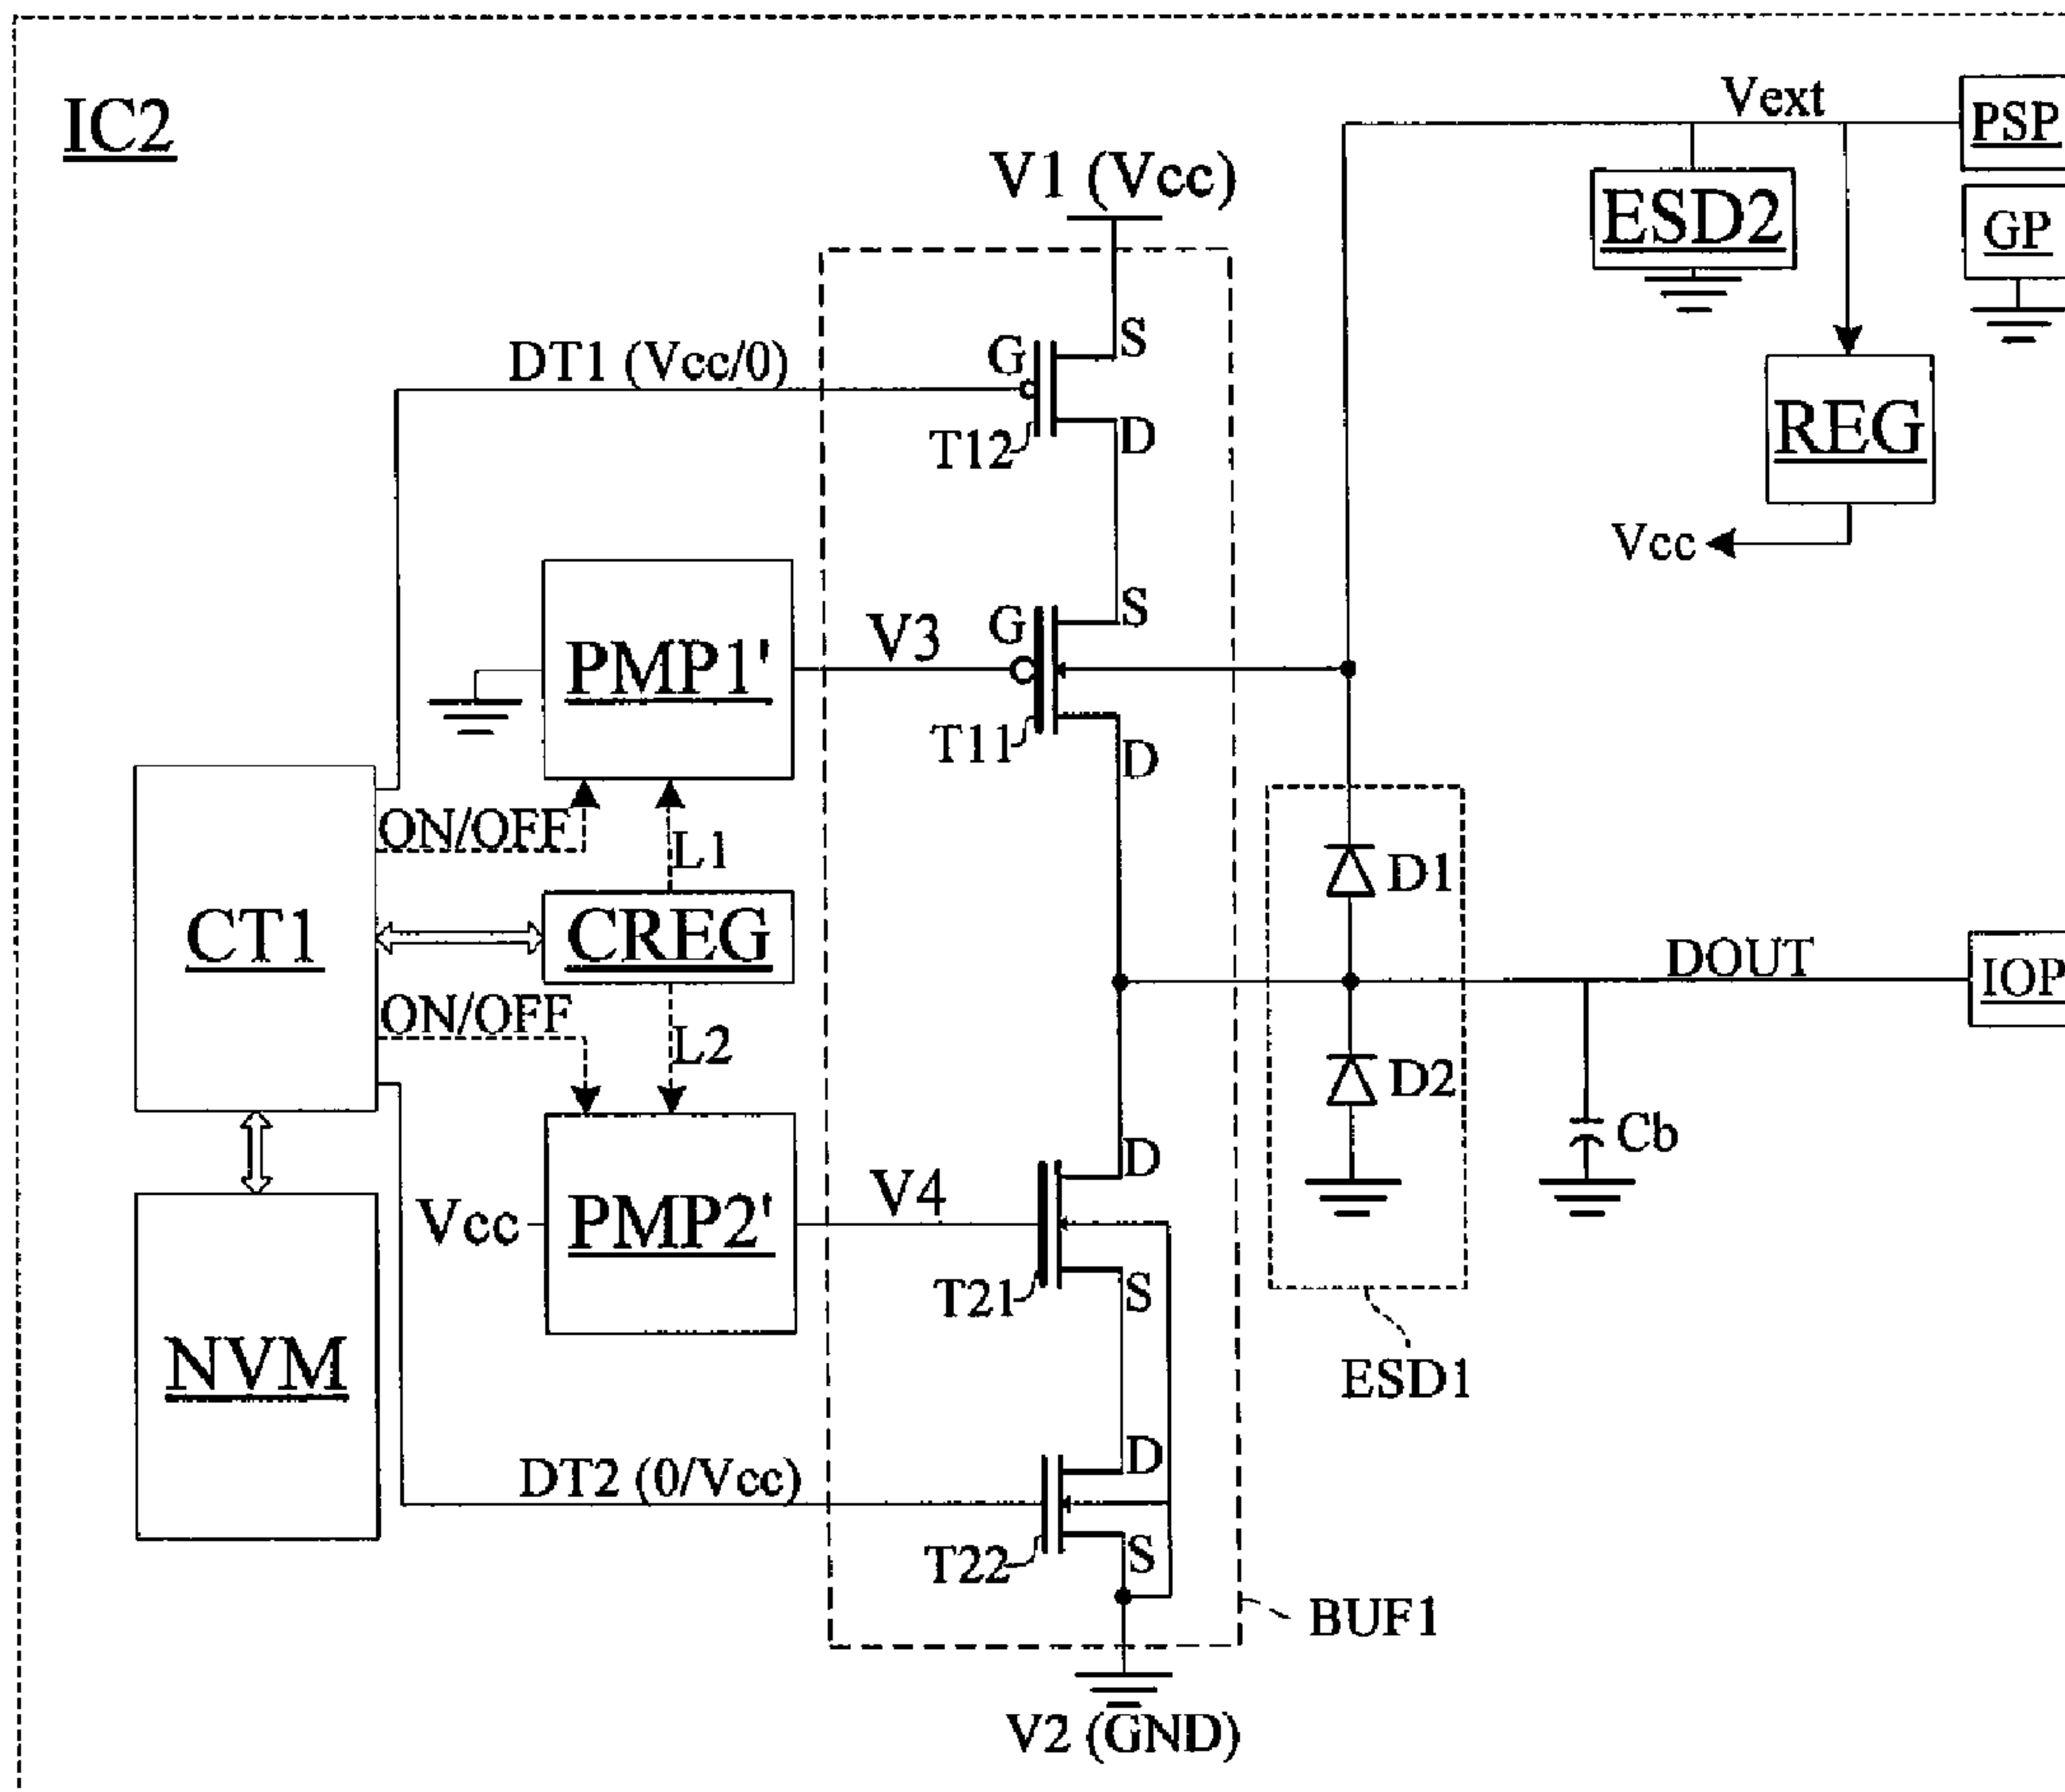 IC2
Vext
PSP
V1 (Vcc)
ESD2
GP
S
G
DT1 (Vcc/0)
T12
D
REG
Vcc
S
G
PMP1'
V3
T11
D
ON/OFF
L1
D1
CT1
CREG
DOUT
IOP
ON/OFF
L2
D2
Cb
D
Vcc
PMP2'
V4
T21
S
NVM
ESD1
D
DT2 (0/Vcc)
T22
S
BUF1
V2 (GND)